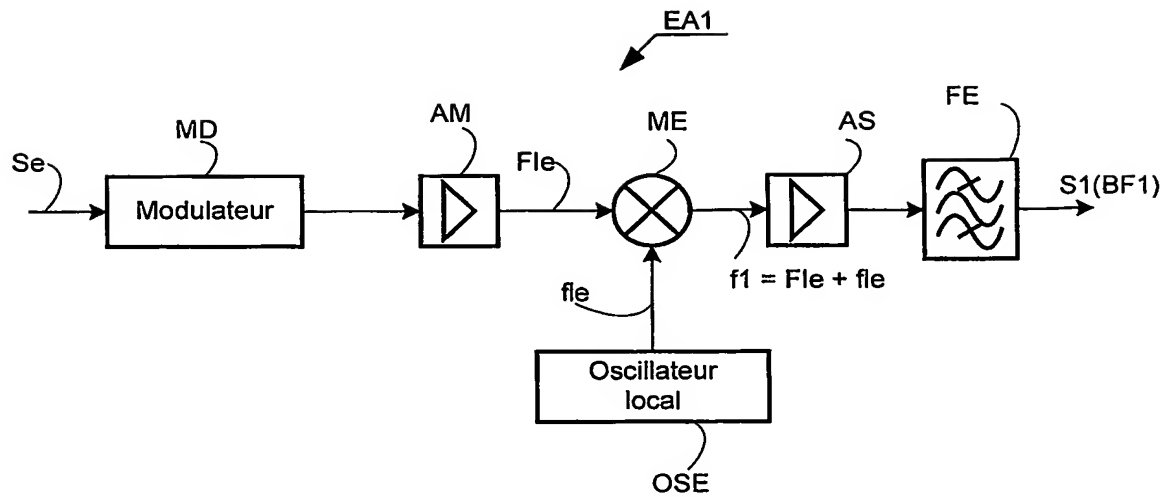 EA1
FE
AM
ME
AS
MD
Se
Fle
S1(BF1)
Modulateur
f1 = Fle + fle
fle
Oscillateur
local
OSE